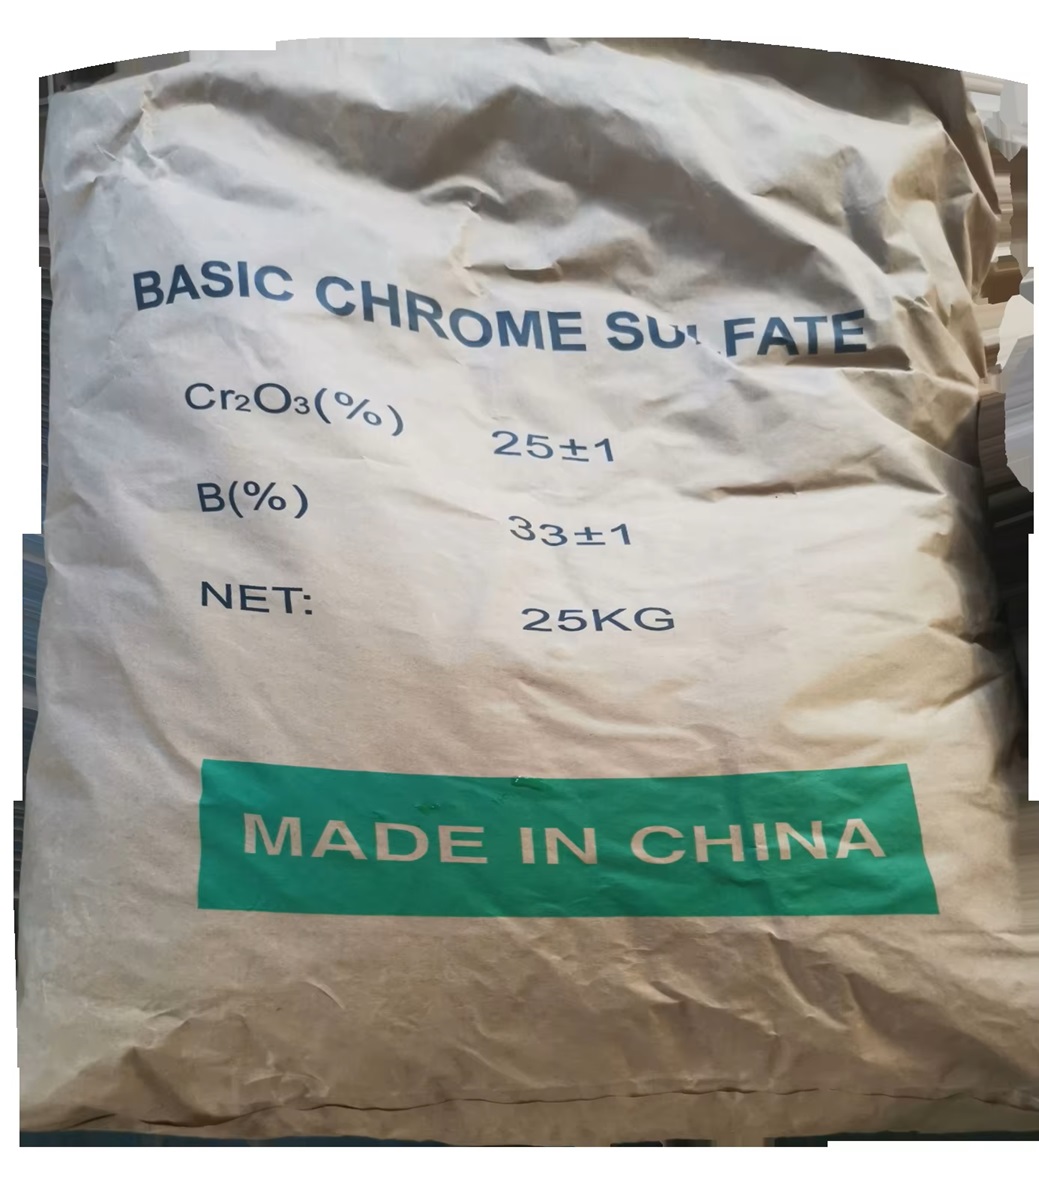 BASIC CHROME SULFATE
Cr₂O₃(%) 25±1
B(%) 33±1
NET: 25KG
MADE IN CHINA